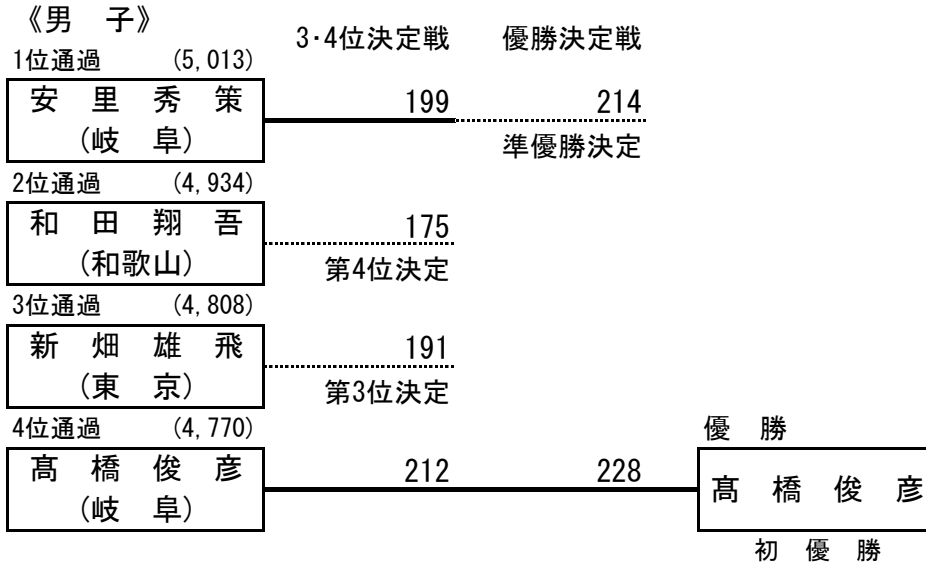 《男　子》
3・4位決定戦　優勝決定戦
1位通過　(5,013)
安　里　秀　策　199　214
(岐　阜)　準優勝決定
2位通過　(4,934)
和　田　翔　吾　175
(和歌山)　第4位決定
3位通過　(4,808)
新　畑　雄　飛　191
(東　京)　第3位決定
4位通過　(4,770)　優　勝
髙　橋　俊　彦　212　228　髙　橋　俊　彦
(岐　阜)
初　優　勝